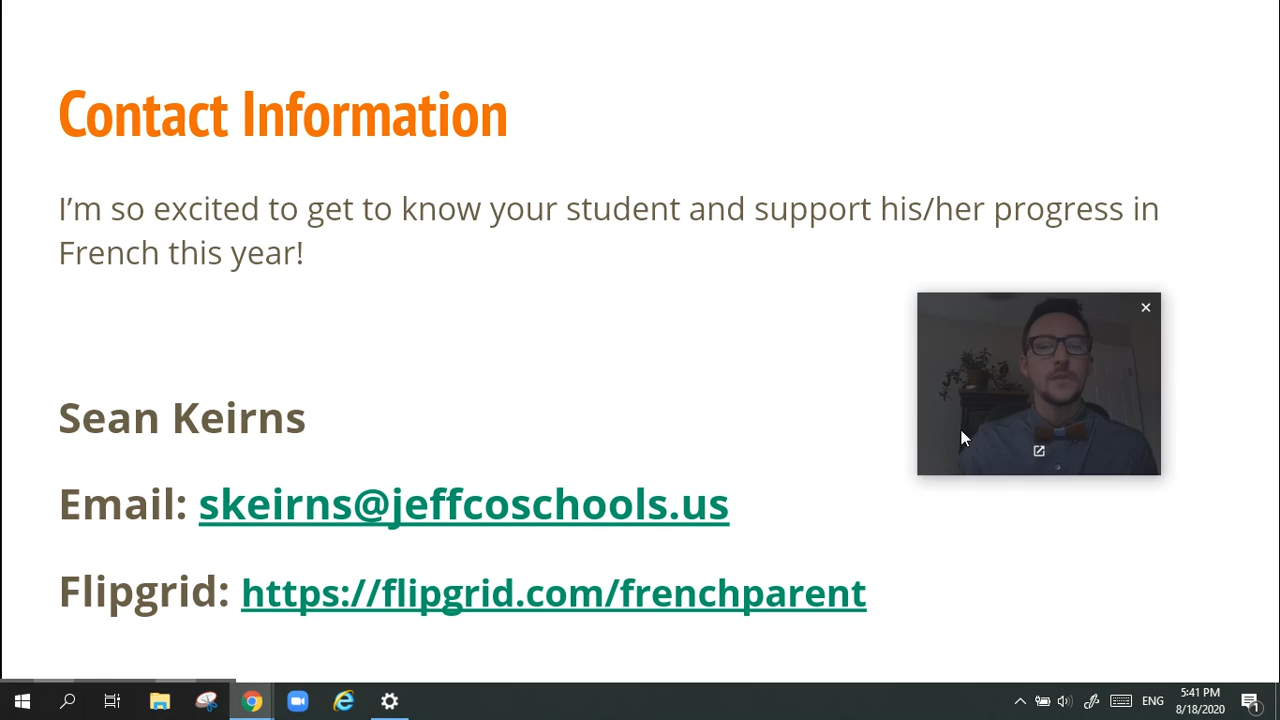 Contact Information
I'm so excited to get to know your student and support his/her progress in
French this year!
Sean Keirns
Email: skeirns@jeffcoschools.us
Flipgrid: https://flipgrid.com/frenchparent
ENG
5:41 PM
8/18/2020
1